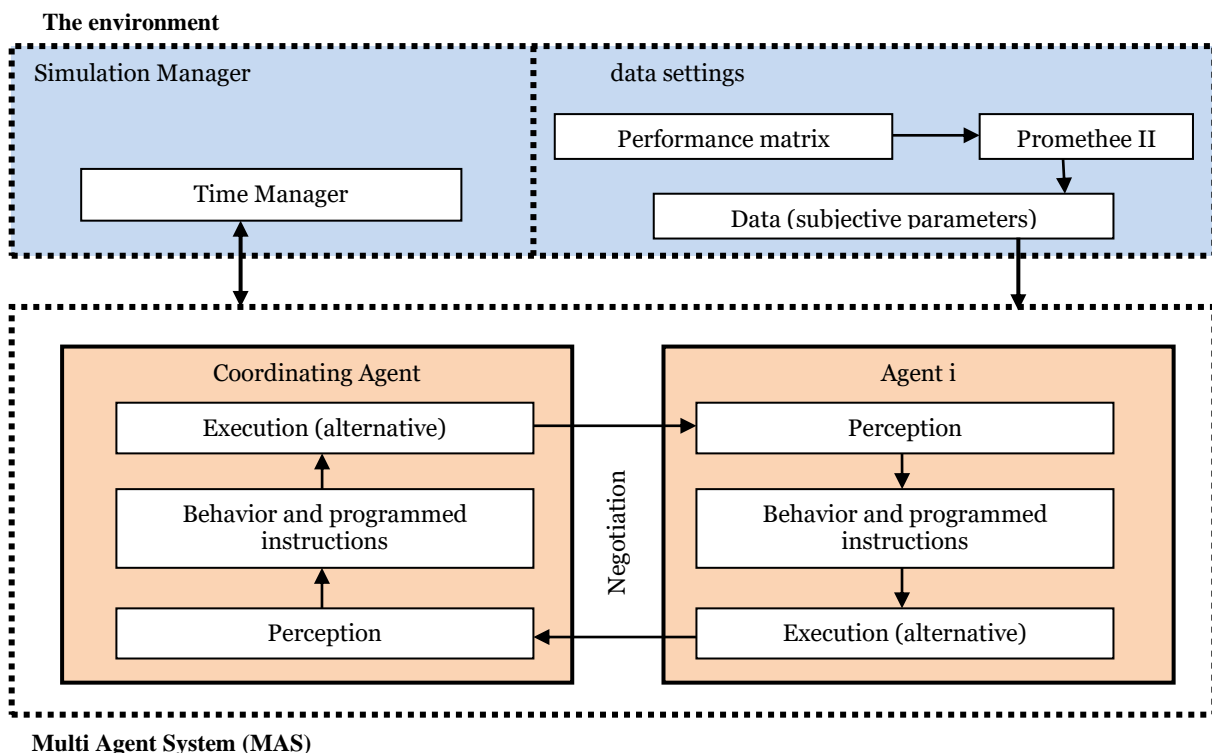 The environment
Simulation Manager
data settings
Performance matrix
Promethee II
Time Manager
Data (subjective parameters)
Coordinating Agent
Agent i
Execution (alternative)
Perception
Behavior and programmed
instructions
Negotiation
Behavior and programmed
instructions
Perception
Execution (alternative)
Multi Agent System (MAS)